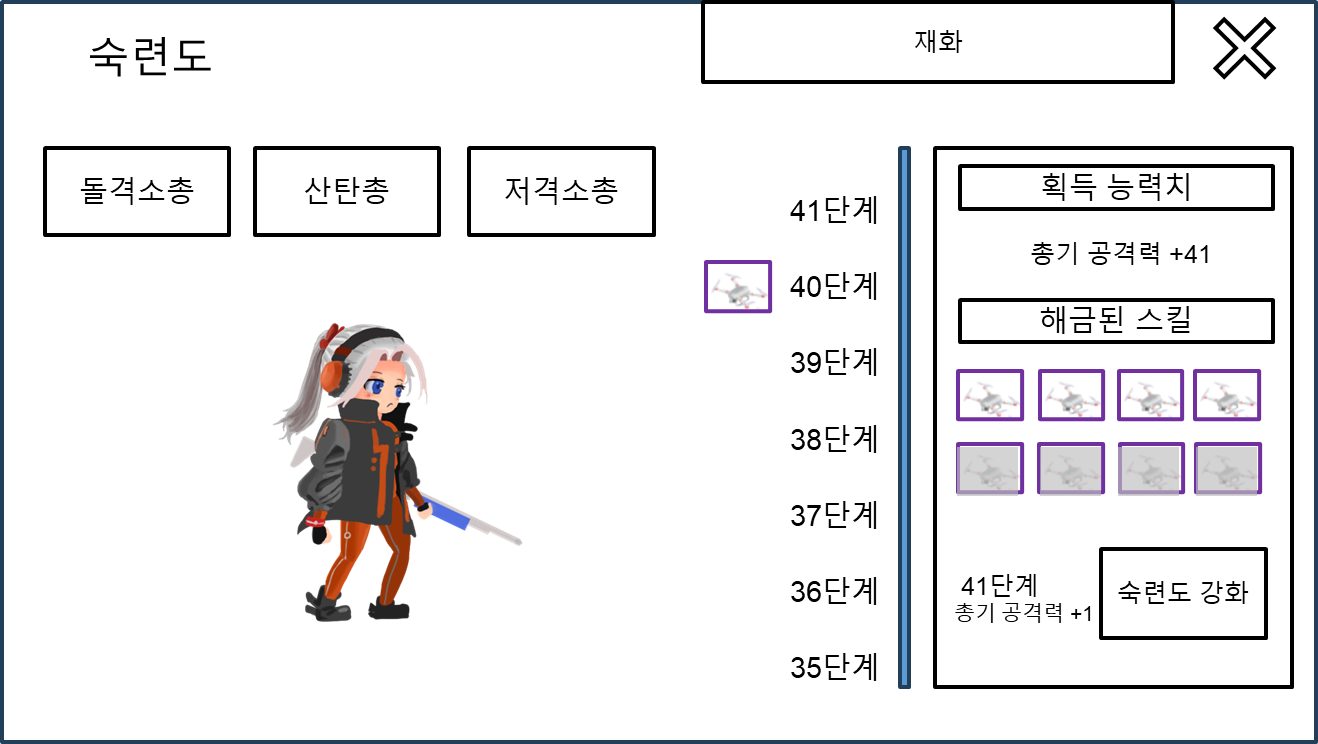 숙련도
재화
돌격소총
산탄총
저격소총
41단계
40단계
39단계
38단계
37단계
36단계
35단계
획득 능력치
총기 공격력 +41
해금된 스킬
41단계
총기 공격력 +1
숙련도 강화